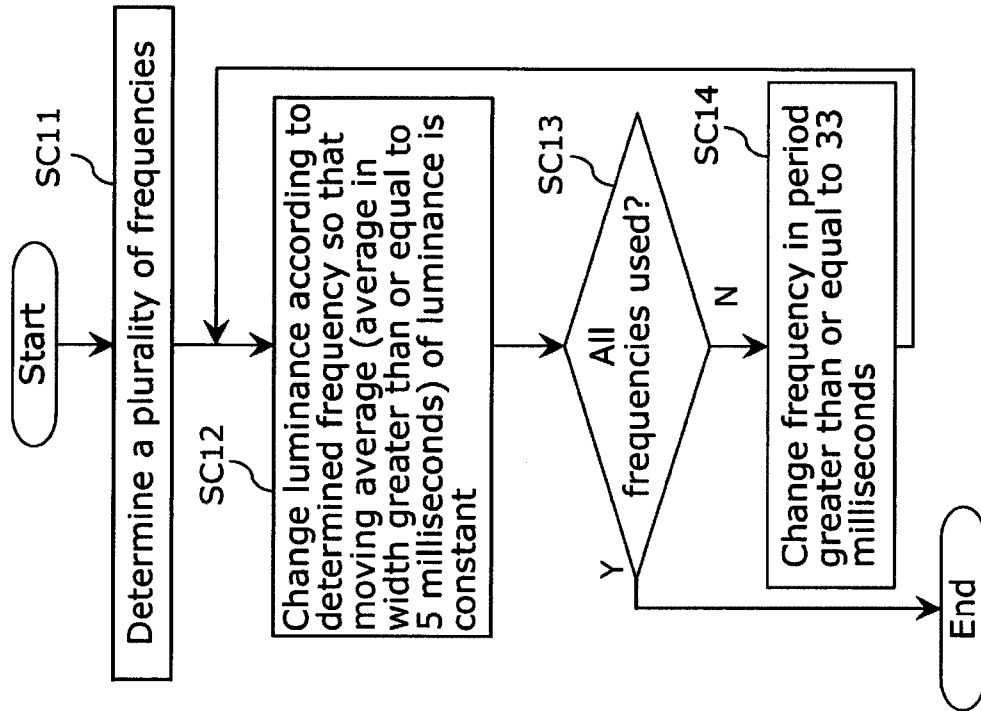 Start
SC11
Determine a plurality of frequencies
SC12
Change luminance according to
determined frequency so that
moving average (average in
width greater than or equal to
5 milliseconds) of luminance is
constant
SC13
All
frequencies used?
Y
N
SC14
Change frequency in period
greater than or equal to 33
milliseconds
End